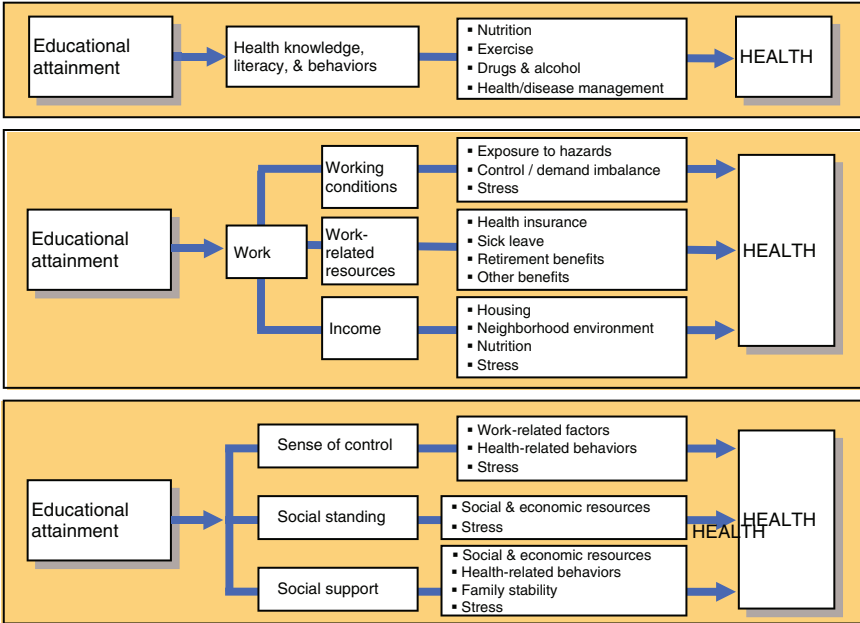 Educational
attainment
Health knowledge,
literacy, & behaviors
▪ Nutrition
▪ Exercise
▪ Drugs & alcohol
▪ Health/disease management
HEALTH
Educational
attainment
Work
Working
conditions
▪ Exposure to hazards
▪ Control / demand imbalance
▪ Stress
Work-
related
resources
▪ Health insurance
▪ Sick leave
▪ Retirement benefits
▪ Other benefits
Income
▪ Housing
▪ Neighborhood environment
▪ Nutrition
▪ Stress
HEALTH
Educational
attainment
Sense of control
▪ Work-related factors
▪ Health-related behaviors
▪ Stress
Social standing
▪ Social & economic resources
▪ Stress
Social support
▪ Social & economic resources
▪ Health-related behaviors
▪ Family stability
▪ Stress
HEALTH
HEALTH